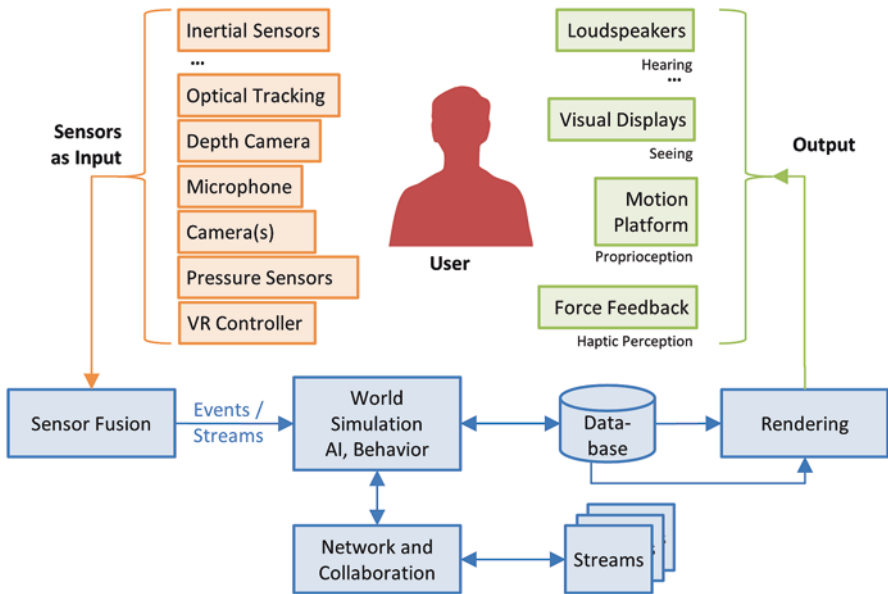 Inertial Sensors
...
Optical Tracking
Depth Camera
Microphone
Camera(s)
Pressure Sensors
VR Controller
Sensors
as Input
User
Loudspeakers
Hearing
...
Visual Displays
Seeing
Motion
Platform
Proprioception
Force Feedback
Haptic Perception
Output
Sensor Fusion
Events /
Streams
World
Simulation
AI, Behavior
Data-
base
Rendering
Network and
Collaboration
Streams